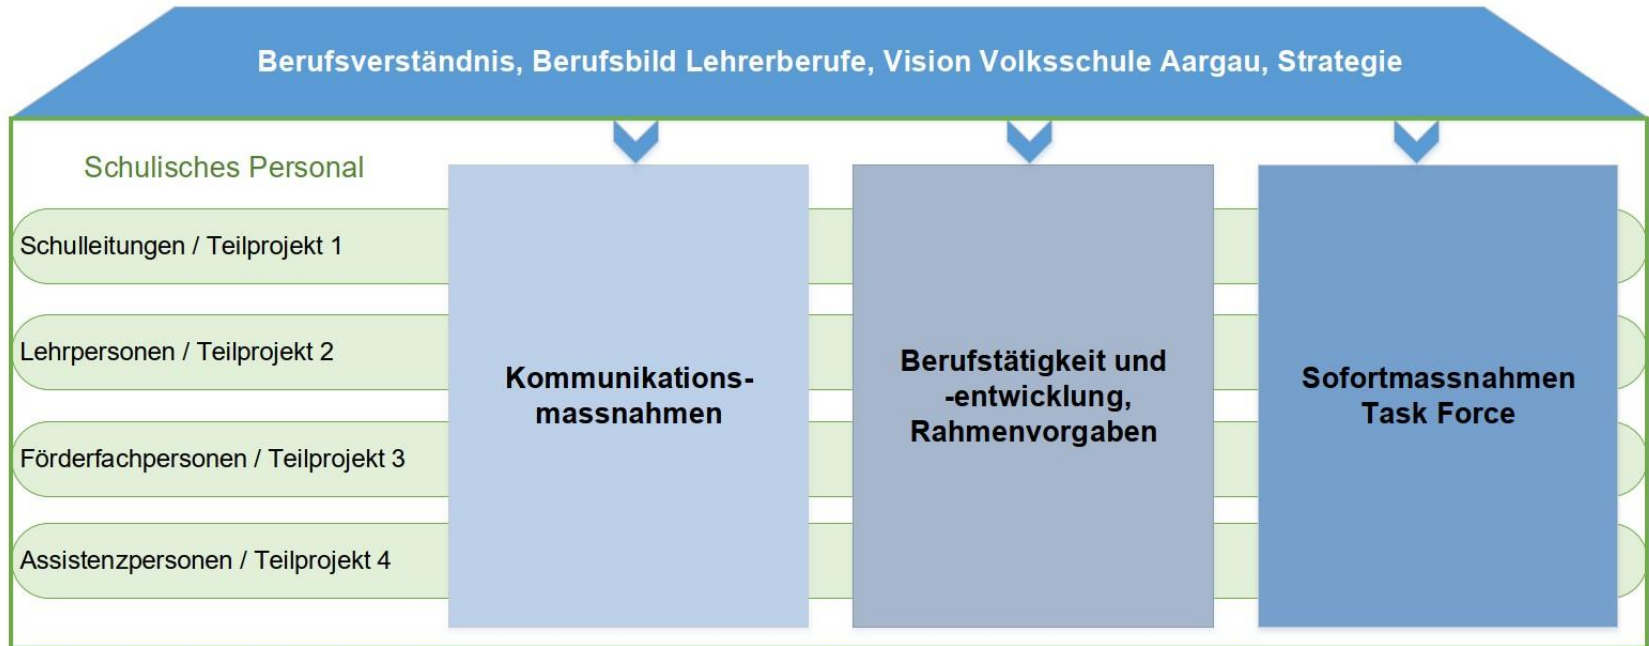 Berufsverständnis, Berufsbild Lehrerberufe, Vision Volksschule Aargau, Strategie
Schulisches Personal
Schulleitungen / Teilprojekt 1
Lehrpersonen / Teilprojekt 2
Förderfachpersonen / Teilprojekt 3
Assistenzpersonen / Teilprojekt 4
Kommunikations-
massnahmen
Berufstätigkeit und
-entwicklung,
Rahmenvorgaben
Sofortmassnahmen
Task Force